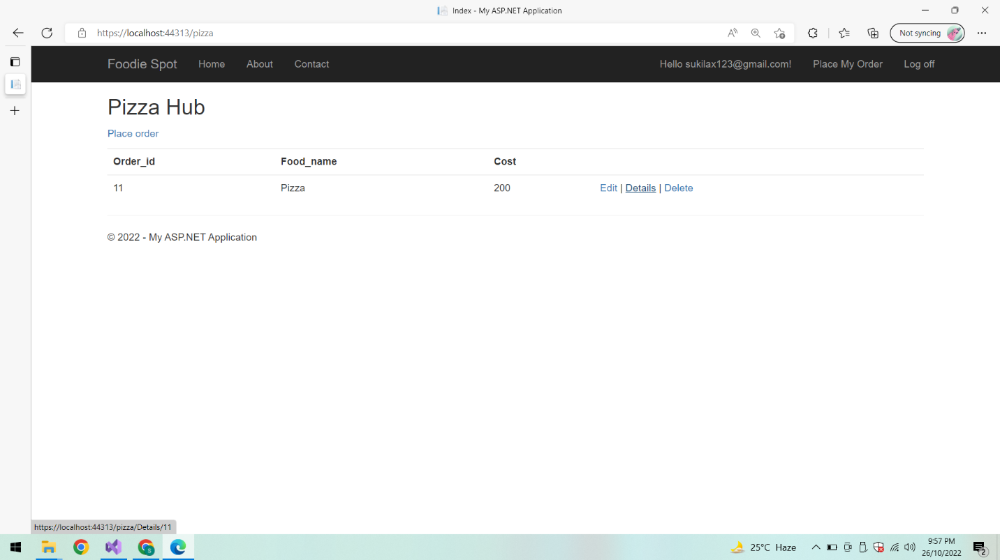 Index - My ASP.NET Application
https://localhost:44313/pizza
Not syncing
Foodie Spot Home About Contact Hello sukilax123@gmail.com! Place My Order Log off
Pizza Hub
Place order
Order_id Food_name Cost
11 Pizza 200 Edit | Details | Delete
© 2022 - My ASP.NET Application
https://localhost:44313/pizza/Details/11
25°C Haze
9:57 PM
26/10/2022
2